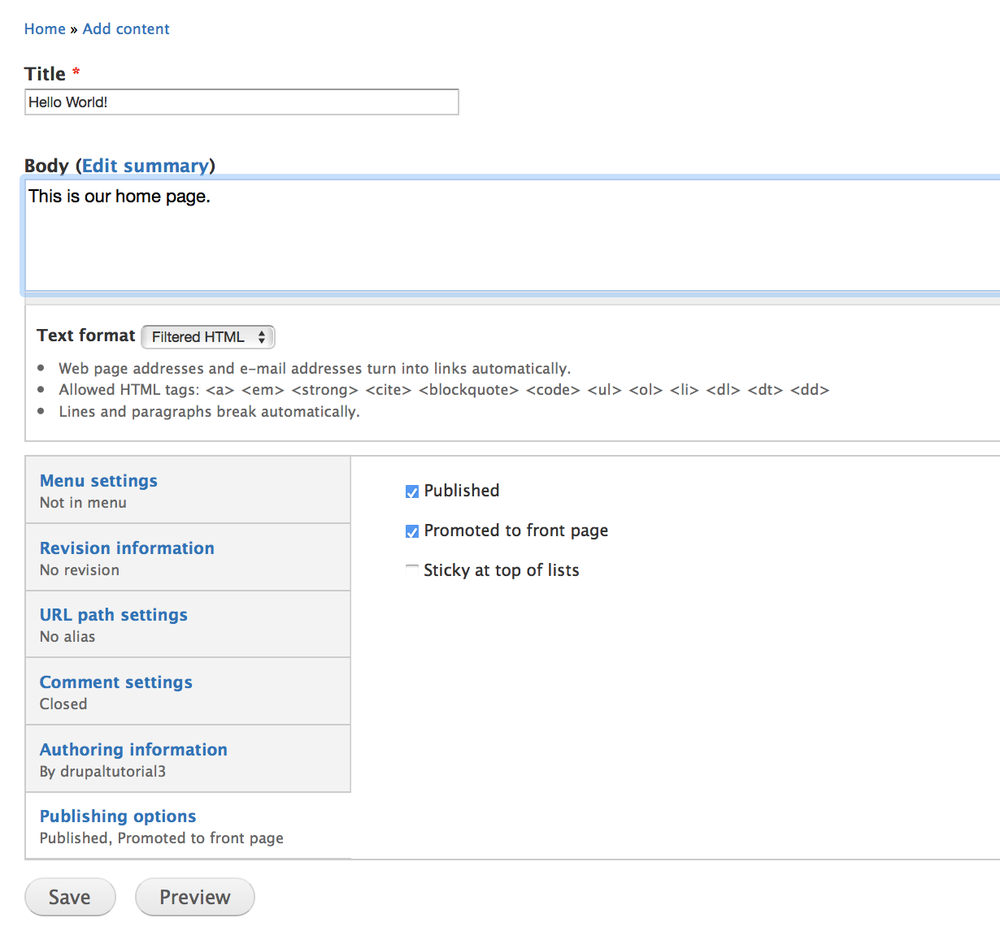 Home » Add content
Title *
Hello World!
Body (Edit summary)
This is our home page.
Text format Filtered HTML
Web page addresses and e-mail addresses turn into links automatically.
Allowed HTML tags: <a> <em> <strong> <cite> <blockquote> <code> <ul> <ol> <li> <dl> <dt> <dd>
Lines and paragraphs break automatically.
Menu settings
Not in menu
Revision information
No revision
URL path settings
No alias
Comment settings
Closed
Authoring information
By drupaltutorial3
Publishing options
Published, Promoted to front page
Published
Promoted to front page
Sticky at top of lists
Save Preview